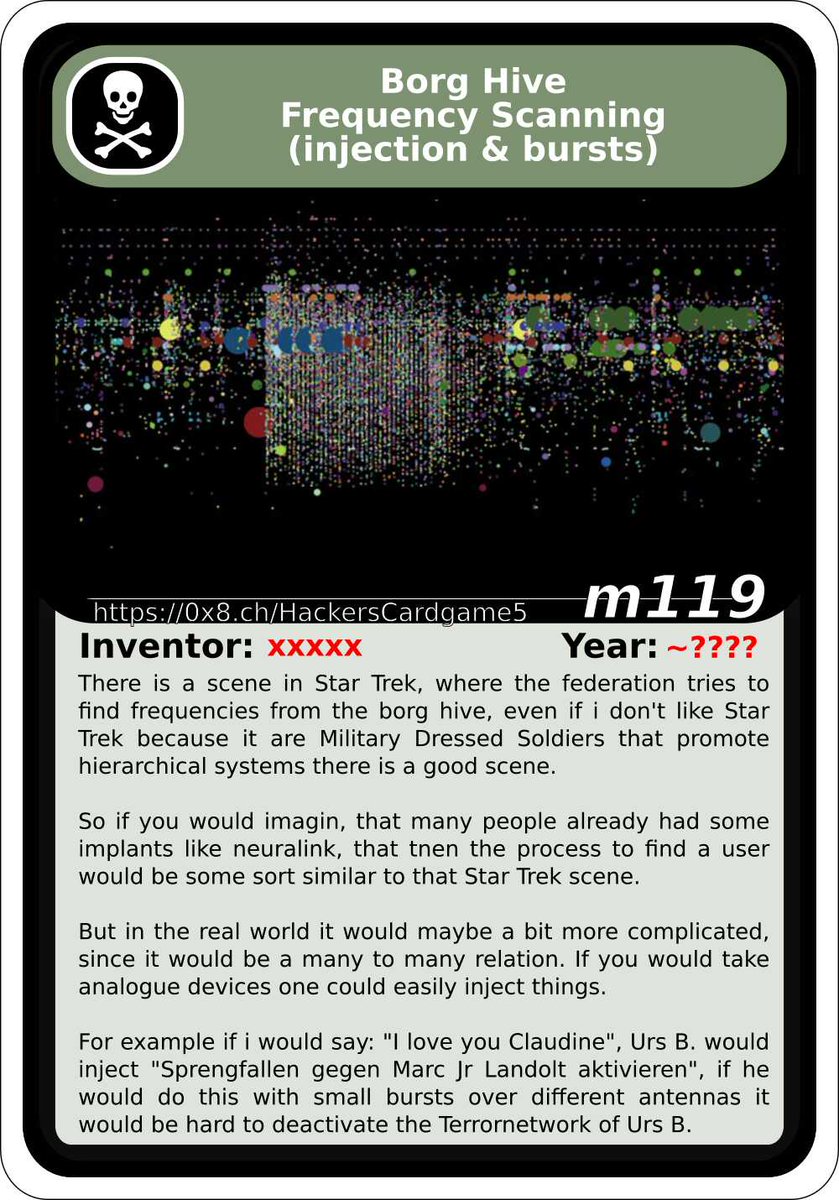 Borg Hive
Frequency Scanning
(injection & bursts)
https://0x8.ch/HackersCardgame5
m119
Inventor: xxxxx Year: ~????
There is a scene in Star Trek, where the federation tries to
find frequencies from the borg hive, even if i don't like Star
Trek because it are Military Dressed Soldiers that promote
hierarchical systems there is a good scene.
So if you would imagin, that many people already had some
implants like neuralink, that tnen the process to find a user
would be some sort similar to that Star Trek scene.
But in the real world it would maybe a bit more complicated,
since it would be a many to many relation. If you would take
analogue devices one could easily inject things.
For example if i would say: "I love you Claudine", Urs B. would
inject "Sprengfallen gegen Marc Jr Landolt aktivieren", if he
would do this with small bursts over different antennas it
would be hard to deactivate the Terrornetwork of Urs B.